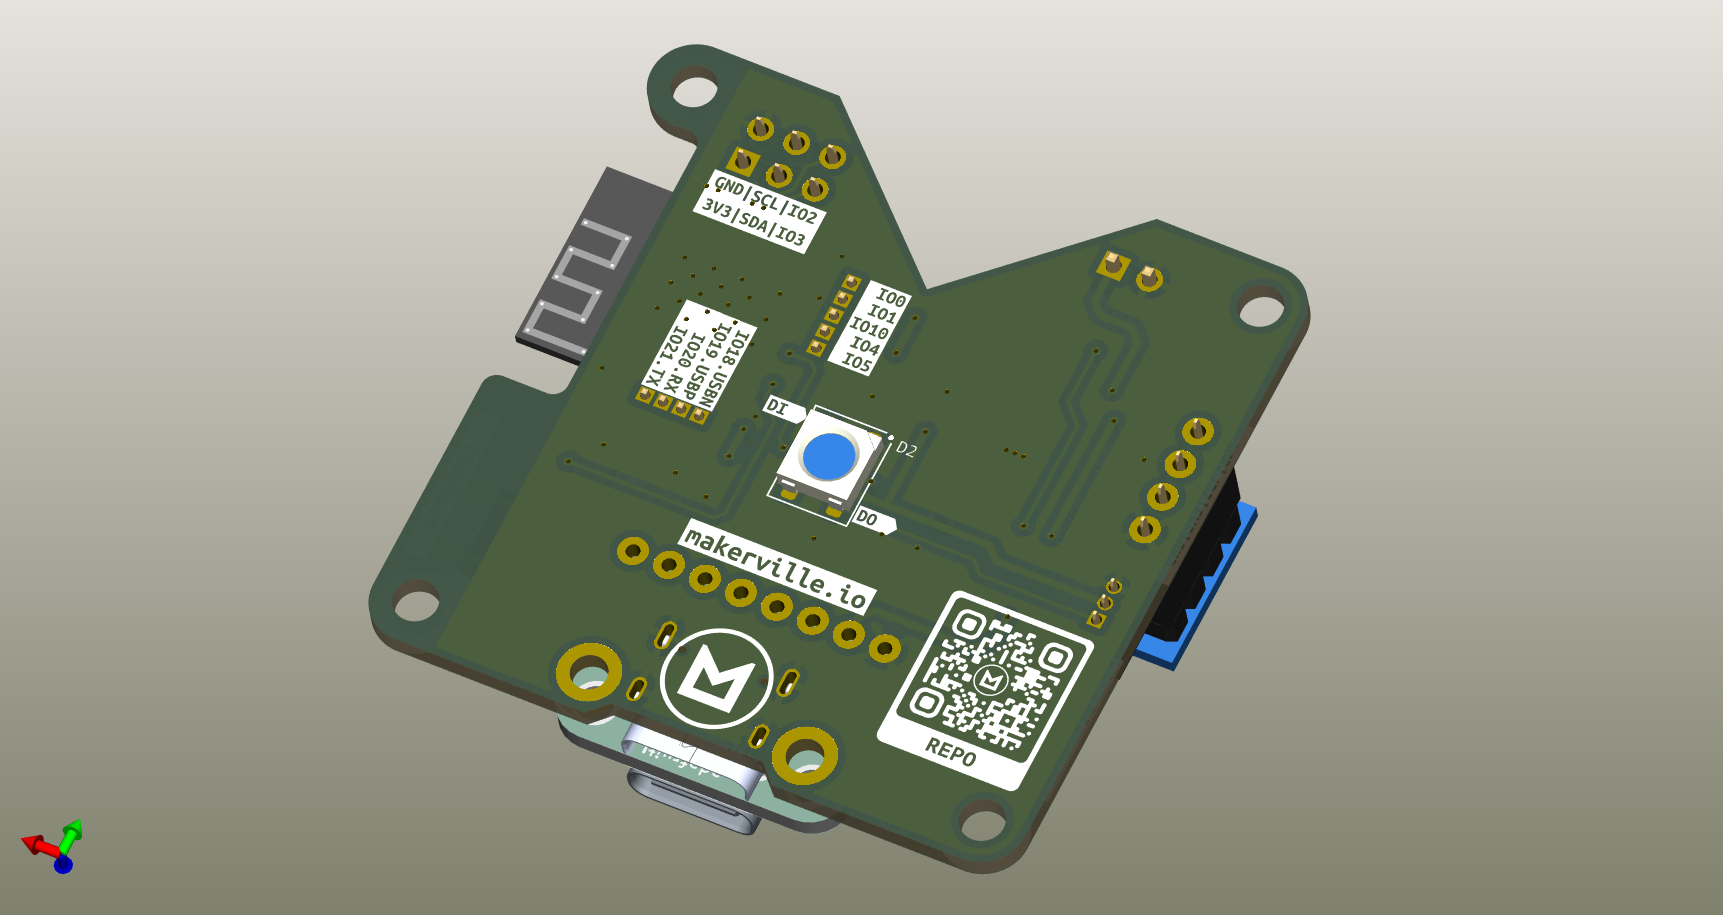 GND|SCL|IO2
3V3|SDA|IO3
IO0
IO1
IO10
IO4
IO5
IO18.USBN
IO19.USBP
IO20.RX
IO21.TX
DI
D2
DO
makerville.io
REPO